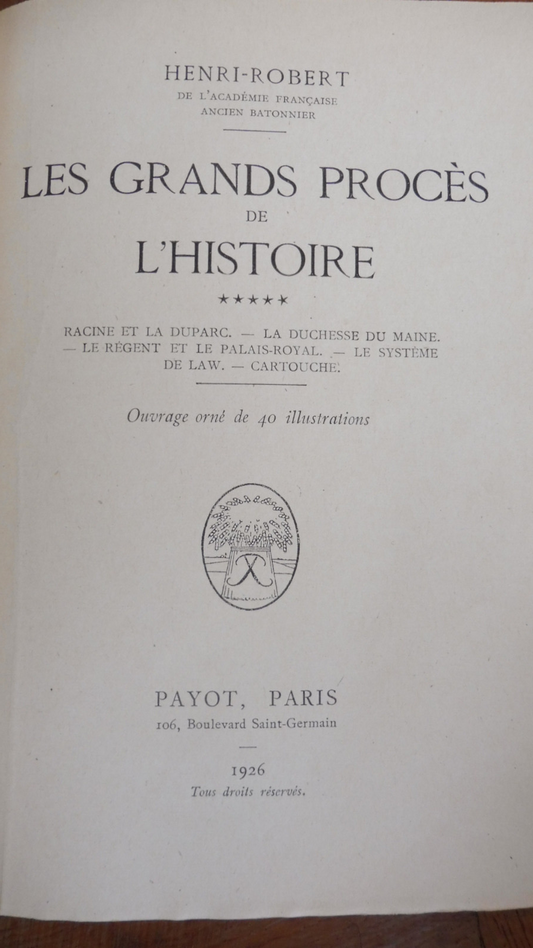 HENRI-ROBERT
DE L'ACADÉMIE FRANÇAISE
ANCIEN BATONNIER
LES GRANDS PROCÈS
DE
L'HISTOIRE
★★★★★
RACINE ET LA DUPARC. — LA DUCHESSE DU MAINE.
— LE RÉGENT ET LE PALAIS-ROYAL. — LE SYSTÈME
DE LAW. — CARTOUCHE.
Ouvrage orné de 40 illustrations
PAYOT, PARIS
106, Boulevard Saint-Germain
1926
Tous droits réservés.